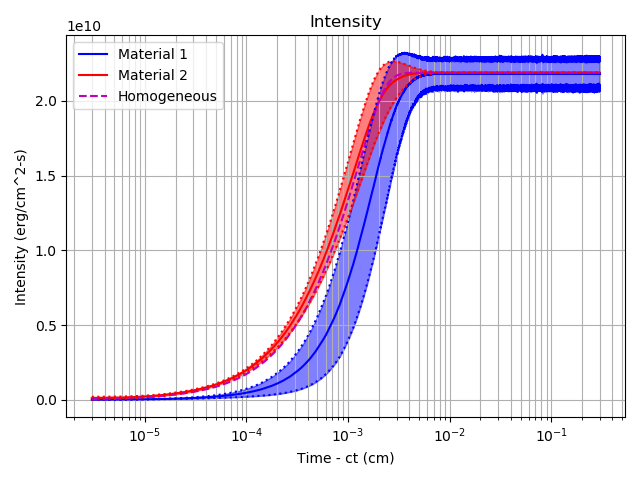 Intensity
1e10
Material 1
Material 2
Homogeneous
2.0
1.5
1.0
0.5
0.0
Intensity (erg/cm^2-s)
10⁻⁵ 10⁻⁴ 10⁻³ 10⁻² 10⁻¹
Time - ct (cm)